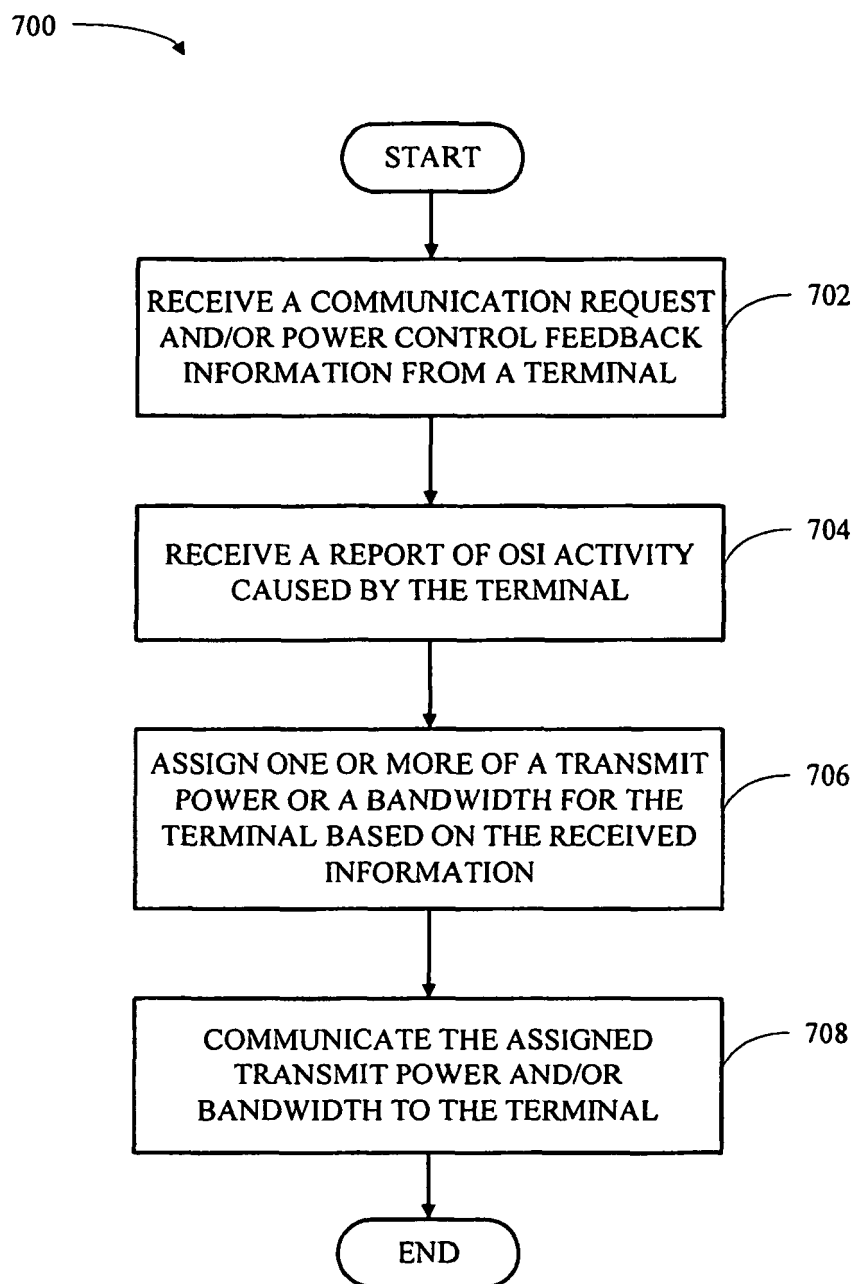 700
START
RECEIVE A COMMUNICATION REQUEST
AND/OR POWER CONTROL FEEDBACK
INFORMATION FROM A TERMINAL
702
RECEIVE A REPORT OF OSI ACTIVITY
CAUSED BY THE TERMINAL
704
ASSIGN ONE OR MORE OF A TRANSMIT
POWER OR A BANDWIDTH FOR THE
TERMINAL BASED ON THE RECEIVED
INFORMATION
706
COMMUNICATE THE ASSIGNED
TRANSMIT POWER AND/OR
BANDWIDTH TO THE TERMINAL
708
END